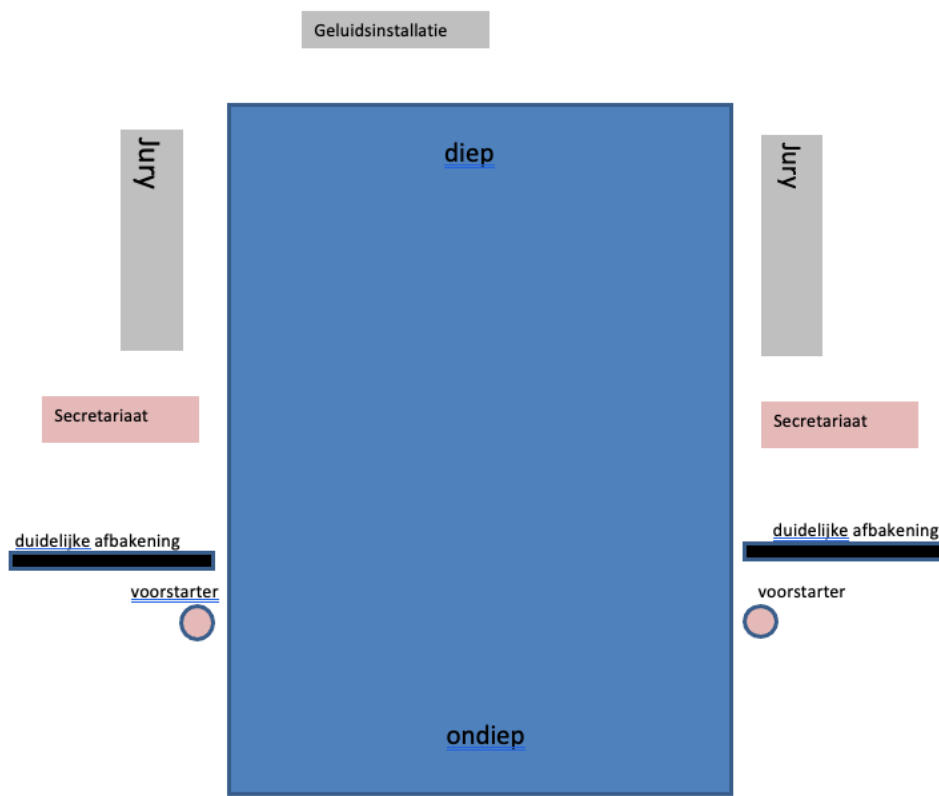 Geluidsinstallatie
diep
Jury
Jury
Secretariaat
Secretariaat
duidelijke afbakening
duidelijke afbakening
voorstarter
voorstarter
ondiep